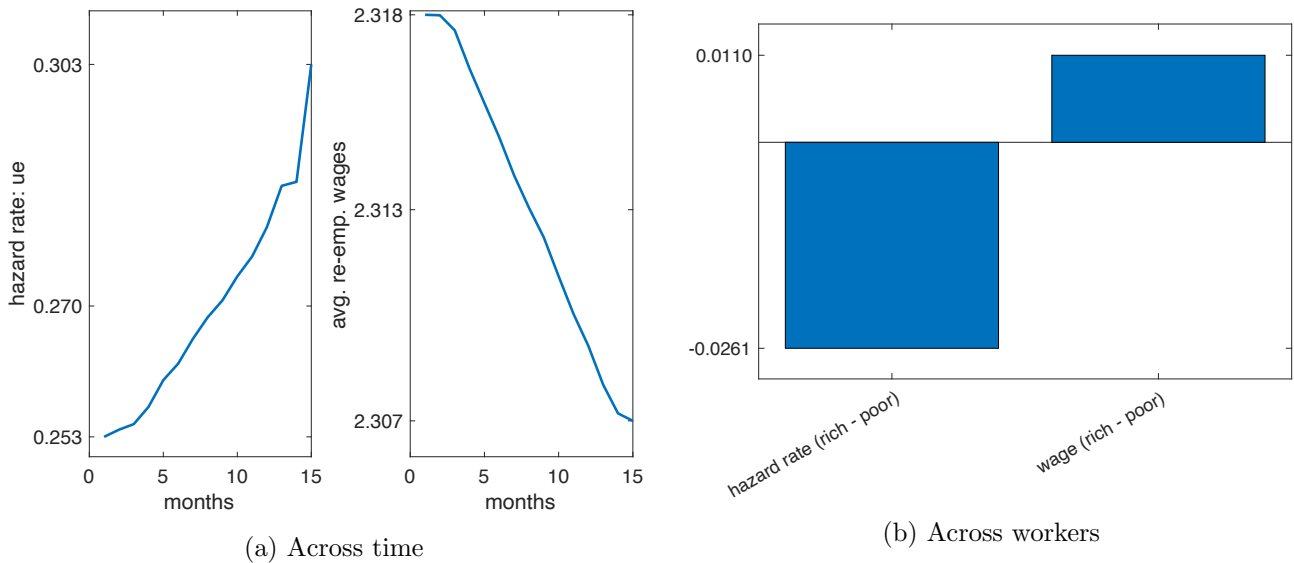 hazard rate: ue
0.303
0.270
0.253
0
5
10
15
months
avg. re-emp. wages
2.318
2.313
2.307
0
5
10
15
months
(a) Across time
0.0110
-0.0261
hazard rate (rich - poor)
wage (rich - poor)
(b) Across workers